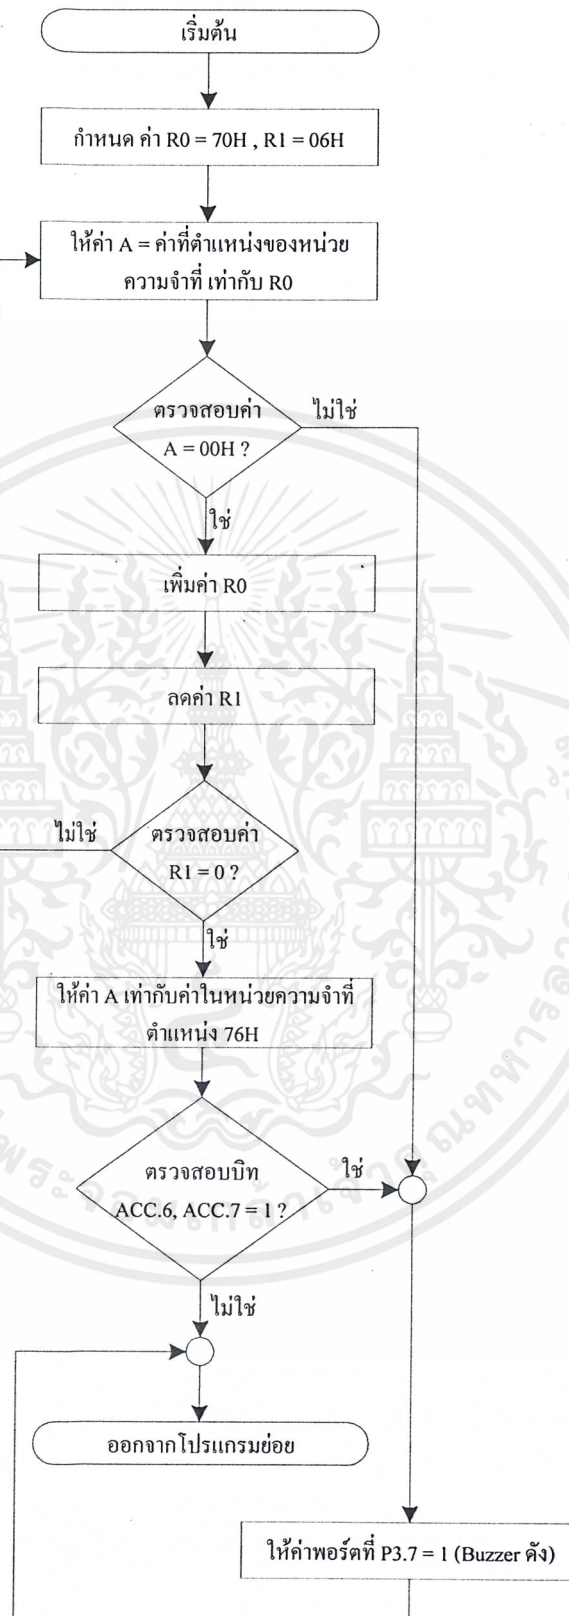 เริ่มต้น
กำหนด ค่า R0 = 70H , R1 = 06H
ให้ค่า A = ค่าที่ตำแหน่งของหน่วย
ความจำที่ เท่ากับ R0
ตรวจสอบค่า
A = 00H ?
ไม่ใช่
ใช่
เพิ่มค่า R0
ลดค่า R1
ไม่ใช่
ตรวจสอบค่า
R1 = 0 ?
ใช่
ให้ค่า A เท่ากับค่าในหน่วยความจำที่
ตำแหน่ง 76H
ตรวจสอบบิท
ACC.6, ACC.7 = 1 ?
ใช่
ไม่ใช่
ออกจากโปรแกรมย่อย
ให้ค่าพอร์ตที่ P3.7 = 1 (Buzzer ดัง)